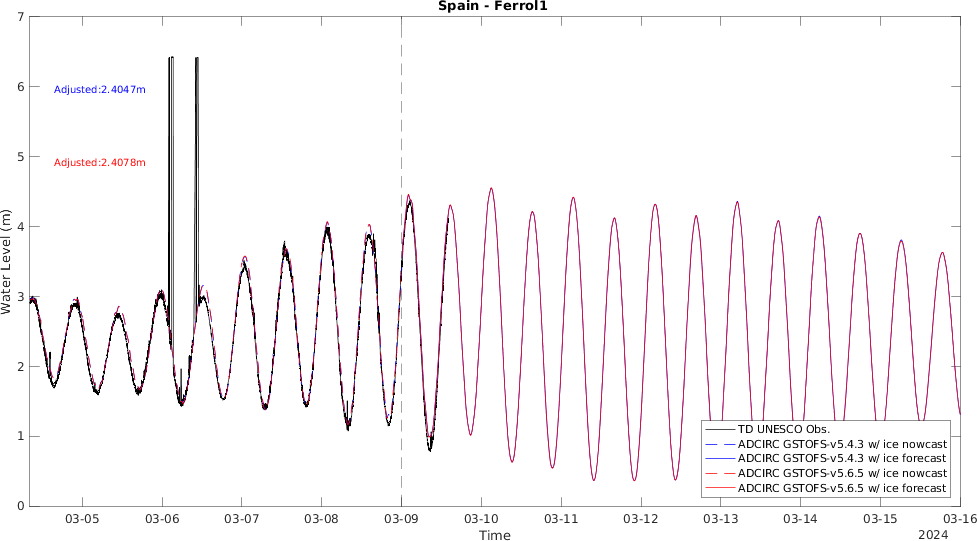 Spain - Ferrol1
7
6
5
4
3
2
1
0
Water Level (m)
Adjusted:2.4047m
Adjusted:2.4078m
TD UNESCO Obs.
ADCIRC GSTOFS-v5.4.3 w/ ice nowcast
ADCIRC GSTOFS-v5.4.3 w/ ice forecast
ADCIRC GSTOFS-v5.6.5 w/ ice nowcast
ADCIRC GSTOFS-v5.6.5 w/ ice forecast
03-05 03-06 03-07 03-08 03-09 03-10 03-11 03-12 03-13 03-14 03-15 03-16
Time
2024